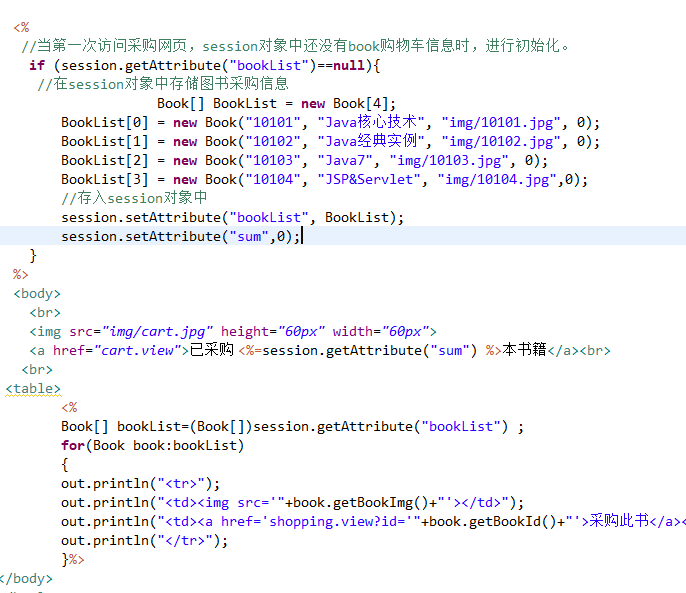 <%
//当第一次访问采购网页，session对象中还没有book购物车信息时，进行初始化。
if (session.getAttribute("bookList")==null){
//在session对象中存储图书采购信息
Book[] BookList = new Book[4];
BookList[0] = new Book("10101", "Java核心技术", "img/10101.jpg", 0);
BookList[1] = new Book("10102", "Java经典实例", "img/10102.jpg", 0);
BookList[2] = new Book("10103", "Java7", "img/10103.jpg", 0);
BookList[3] = new Book("10104", "JSP&Servlet", "img/10104.jpg",0);
//存入session对象中
session.setAttribute("bookList", BookList);
session.setAttribute("sum",0);
}
%>
<body>
<br>
<img src="img/cart.jpg" height="60px" width="60px">
<a href="cart.view">已采购 <%=session.getAttribute("sum") %>本书籍</a><br>
<br>
<table>
<%
Book[] bookList=(Book[])session.getAttribute("bookList") ;
for(Book book:bookList)
{
out.println("<tr>");
out.println("<td><img src='"+book.getBookImg()+"'></td>");
out.println("<td><a href='shopping.view?id='"+book.getBookId()+"'>采购此书</a><
out.println("</tr>");
}%>
</body>